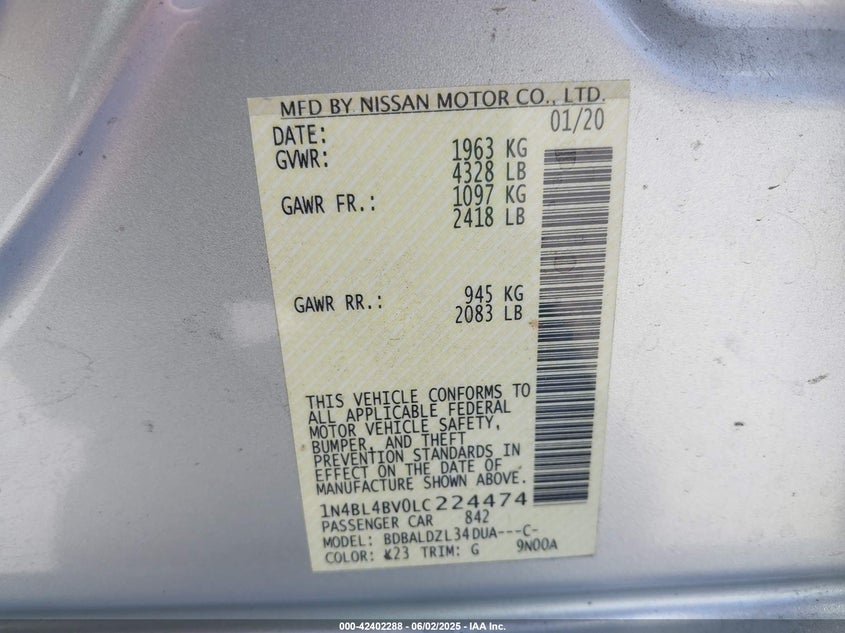 MFD BY NISSAN MOTOR CO., LTD.
DATE: 01/20
GVWR: 1963 KG
4328 LB
GAWR FR.: 1097 KG
2418 LB
GAWR RR.: 945 KG
2083 LB
THIS VEHICLE CONFORMS TO
ALL APPLICABLE FEDERAL
MOTOR VEHICLE SAFETY,
BUMPER, AND THEFT
PREVENTION STANDARDS IN
EFFECT ON THE DATE OF
MANUFACTURE SHOWN ABOVE.
1N4BL4BV0LC224474
PASSENGER CAR 842
MODEL: BDBALDZL34DUA---C-
COLOR: K23 TRIM: G 9N00A
000-42402288 - 06/02/2025 - IAA Inc.